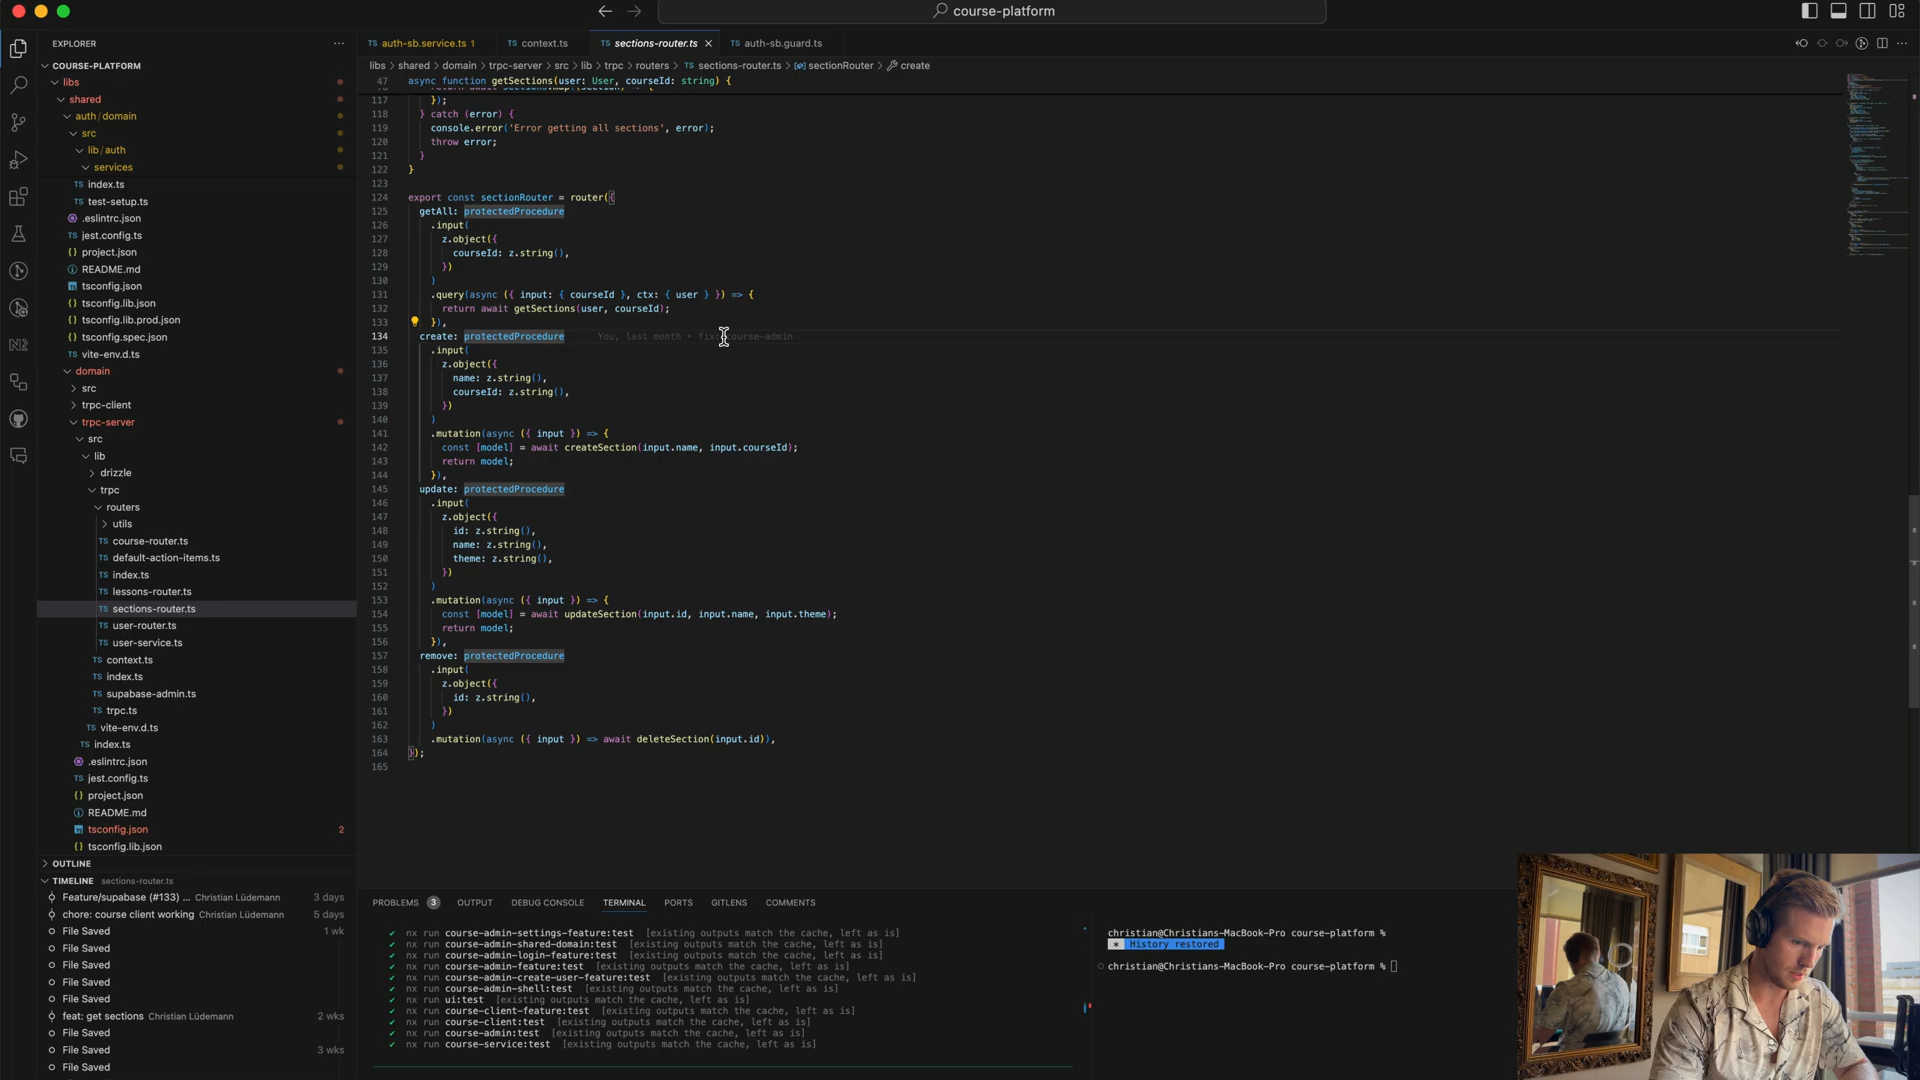 course-platform
EXPLORER
COURSE-PLATFORM
libs
shared
auth/domain
src
lib/auth
services
index.ts
test-setup.ts
.eslintrc.json
jest.config.ts
project.json
README.md
tsconfig.json
tsconfig.lib.json
tsconfig.lib.prod.json
tsconfig.spec.json
vite-env.d.ts
domain
src
trpc-client
trpc-server
src
lib
drizzle
trpc
routers
utils
course-router.ts
default-action-items.ts
index.ts
lessons-router.ts
sections-router.ts
user-router.ts
user-service.ts
context.ts
index.ts
supabase-admin.ts
trpc.ts
vite-env.d.ts
index.ts
.eslintrc.json
jest.config.ts
project.json
README.md
tsconfig.json 2
tsconfig.lib.json
OUTLINE
TIMELINE sections-router.ts
Feature/supabase (#133) ... Christian Lüdemann 3 days
chore: course client working Christian Lüdemann 5 days
File Saved 1 wk
File Saved
File Saved
File Saved
File Saved
feat: get sections Christian Lüdemann 2 wks
File Saved
File Saved 3 wks
File Saved
auth-sb.service.ts 1 context.ts sections-router.ts auth-sb.guard.ts
libs > shared > domain > trpc-server > src > lib > trpc > routers > sections-router.ts > sectionRouter > create
47 async function getSections(user: User, courseId: string) {
117 });
118 } catch (error) {
119 console.error('Error getting all sections', error);
120 throw error;
121 }
122 }
123
124 export const sectionRouter = router({
125 getAll: protectedProcedure
126 .input(
127 z.object({
128 courseId: z.string(),
129 })
130 )
131 .query(async ({ input: { courseId }, ctx: { user } }) => {
132 return await getSections(user, courseId);
133 }),
134 create: protectedProcedure You, last month • fix: course-admin
135 .input(
136 z.object({
137 name: z.string(),
138 courseId: z.string(),
139 })
140 )
141 .mutation(async ({ input }) => {
142 const [model] = await createSection(input.name, input.courseId);
143 return model;
144 }),
145 update: protectedProcedure
146 .input(
147 z.object({
148 id: z.string(),
149 name: z.string(),
150 theme: z.string(),
151 })
152 )
153 .mutation(async ({ input }) => {
154 const [model] = await updateSection(input.id, input.name, input.theme);
155 return model;
156 }),
157 remove: protectedProcedure
158 .input(
159 z.object({
160 id: z.string(),
161 })
162 )
163 .mutation(async ({ input }) => await deleteSection(input.id)),
164 });
165
PROBLEMS 3 OUTPUT DEBUG CONSOLE TERMINAL PORTS GITLENS COMMENTS
✔ nx run course-admin-settings-feature:test [existing outputs match the cache, left as is]
✔ nx run course-admin-shared-domain:test [existing outputs match the cache, left as is]
✔ nx run course-admin-login-feature:test [existing outputs match the cache, left as is]
✔ nx run course-admin-feature:test [existing outputs match the cache, left as is]
✔ nx run course-admin-create-user-feature:test [existing outputs match the cache, left as is]
✔ nx run course-admin-shell:test [existing outputs match the cache, left as is]
✔ nx run ui:test [existing outputs match the cache, left as is]
✔ nx run course-client-feature:test [existing outputs match the cache, left as is]
✔ nx run course-client:test [existing outputs match the cache, left as is]
✔ nx run course-admin:test [existing outputs match the cache, left as is]
✔ nx run course-service:test [existing outputs match the cache, left as is]
christian@Christians-MacBook-Pro course-platform %
* History restored
christian@Christians-MacBook-Pro course-platform %